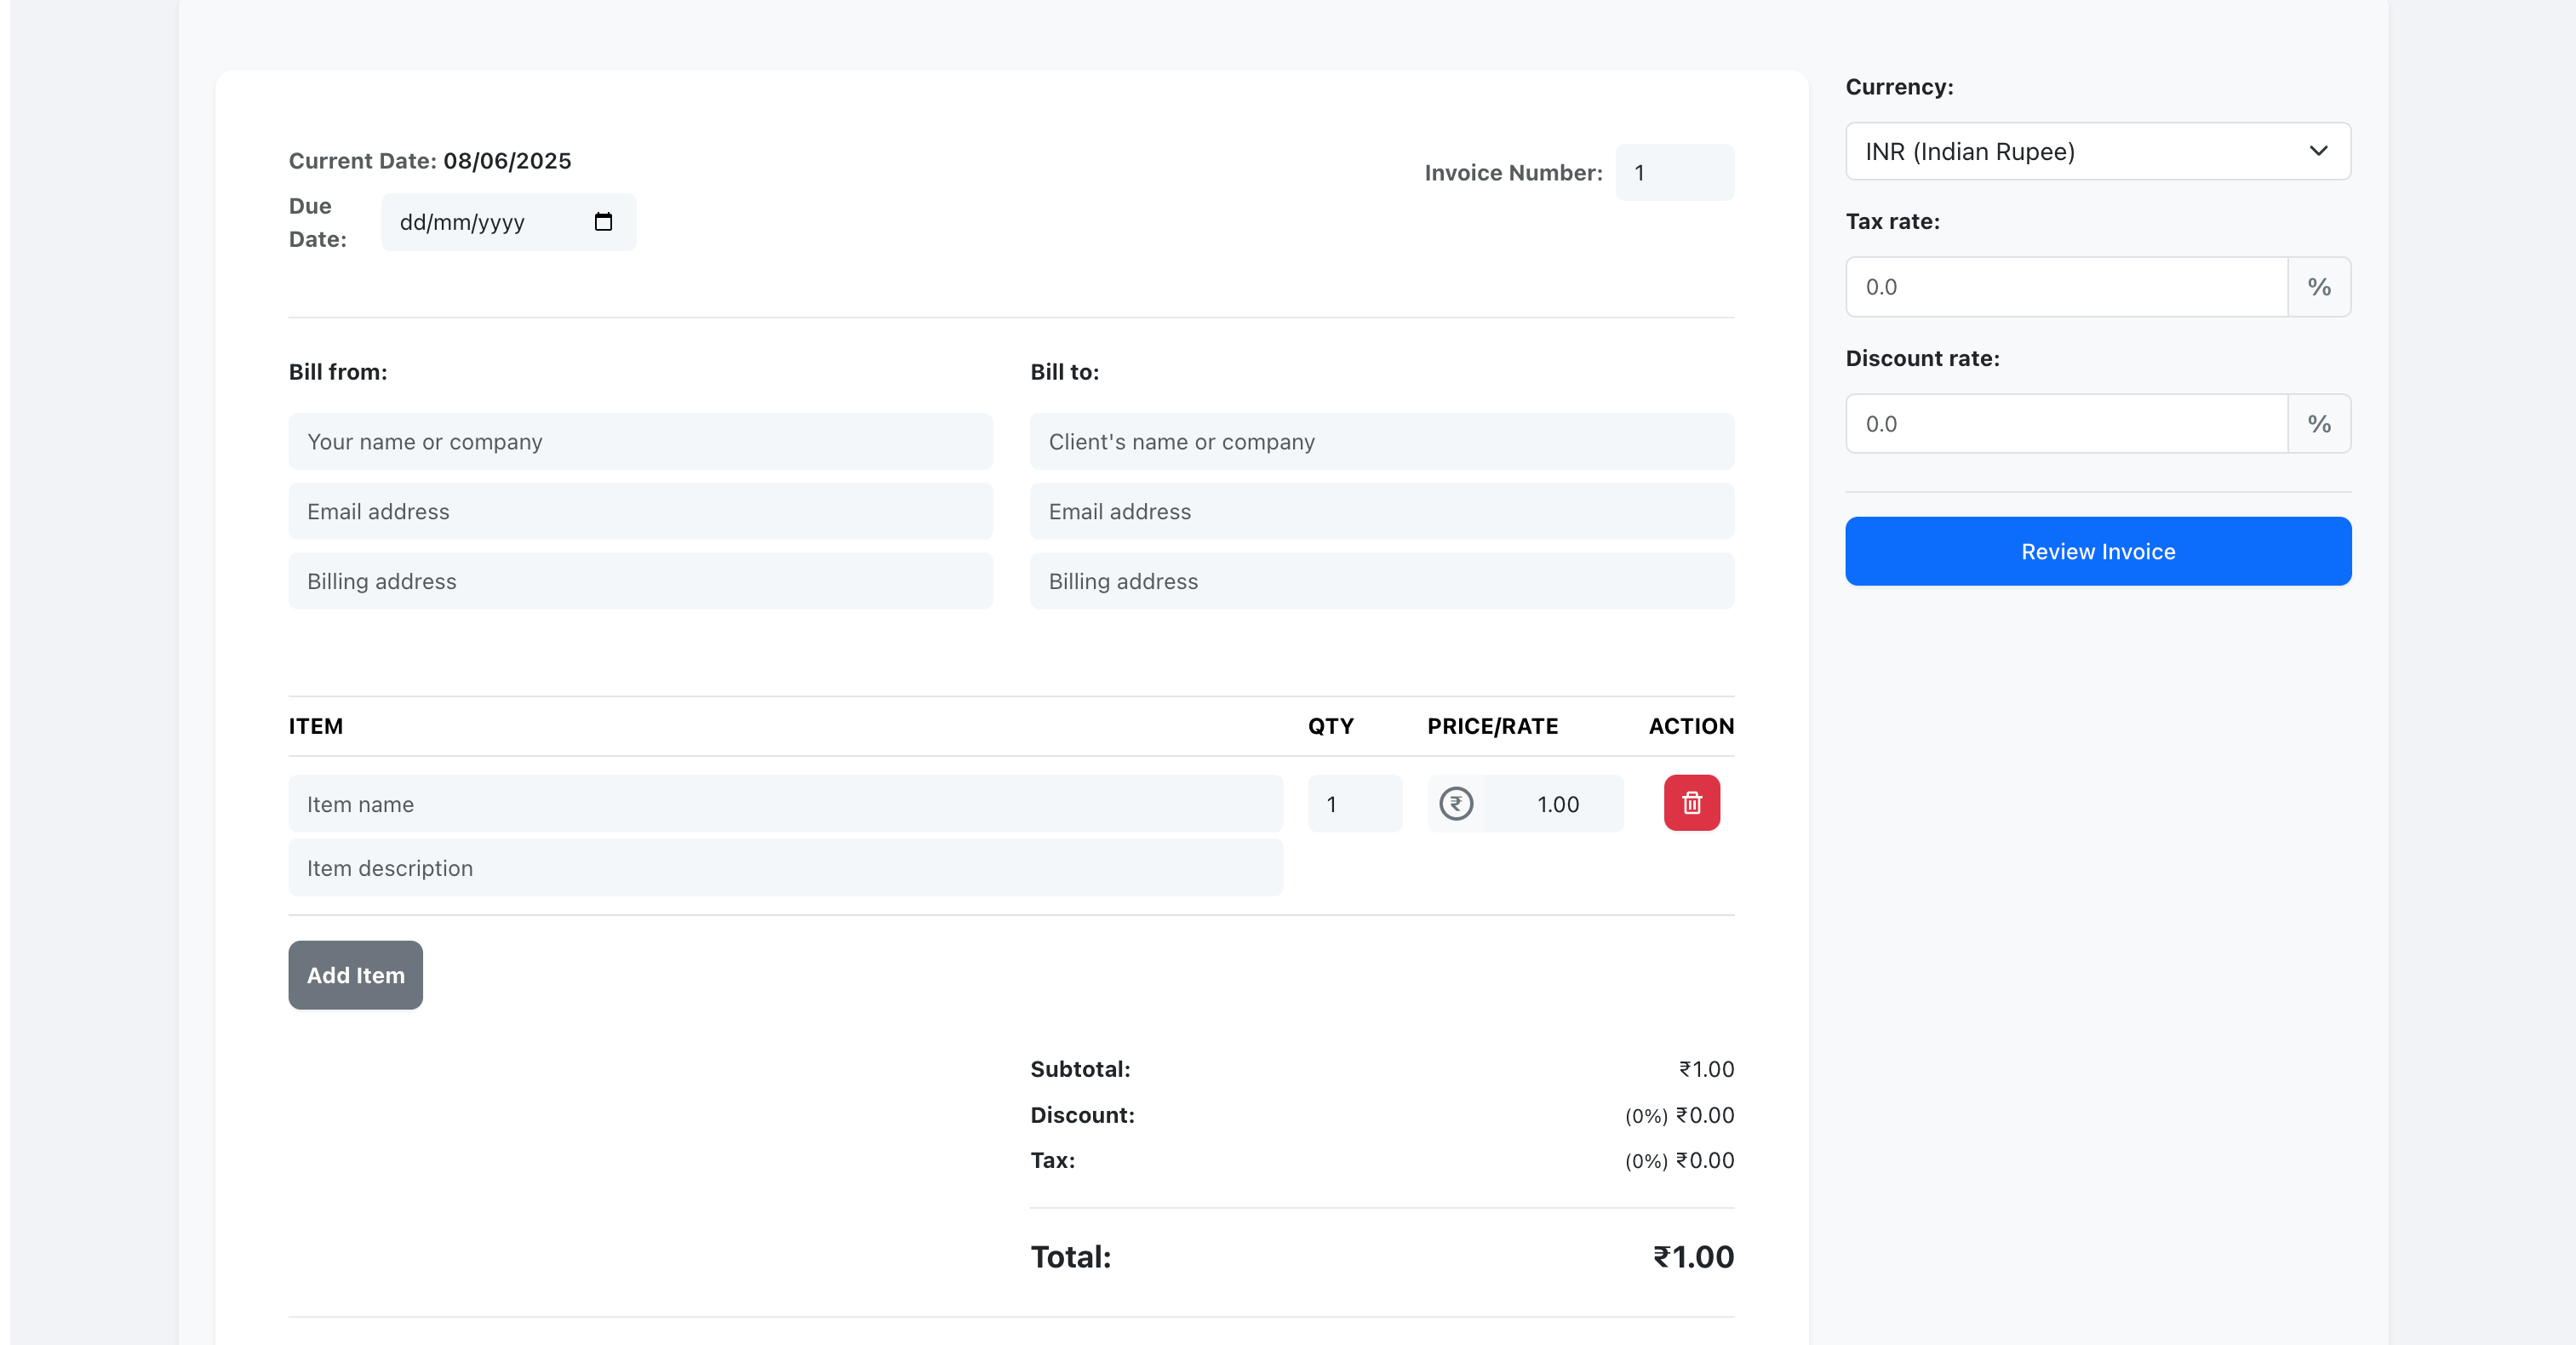 Current Date: 08/06/2025
Invoice Number: 1
Due
Date:
dd/mm/yyyy
Bill from:
Bill to:
Your name or company
Client's name or company
Email address
Email address
Billing address
Billing address
ITEM QTY PRICE/RATE ACTION
Item name 1 ₹ 1.00
Item description
Add Item
Subtotal: ₹1.00
Discount: (0%) ₹0.00
Tax: (0%) ₹0.00
Total: ₹1.00
Currency:
INR (Indian Rupee)
Tax rate:
0.0 %
Discount rate:
0.0 %
Review Invoice